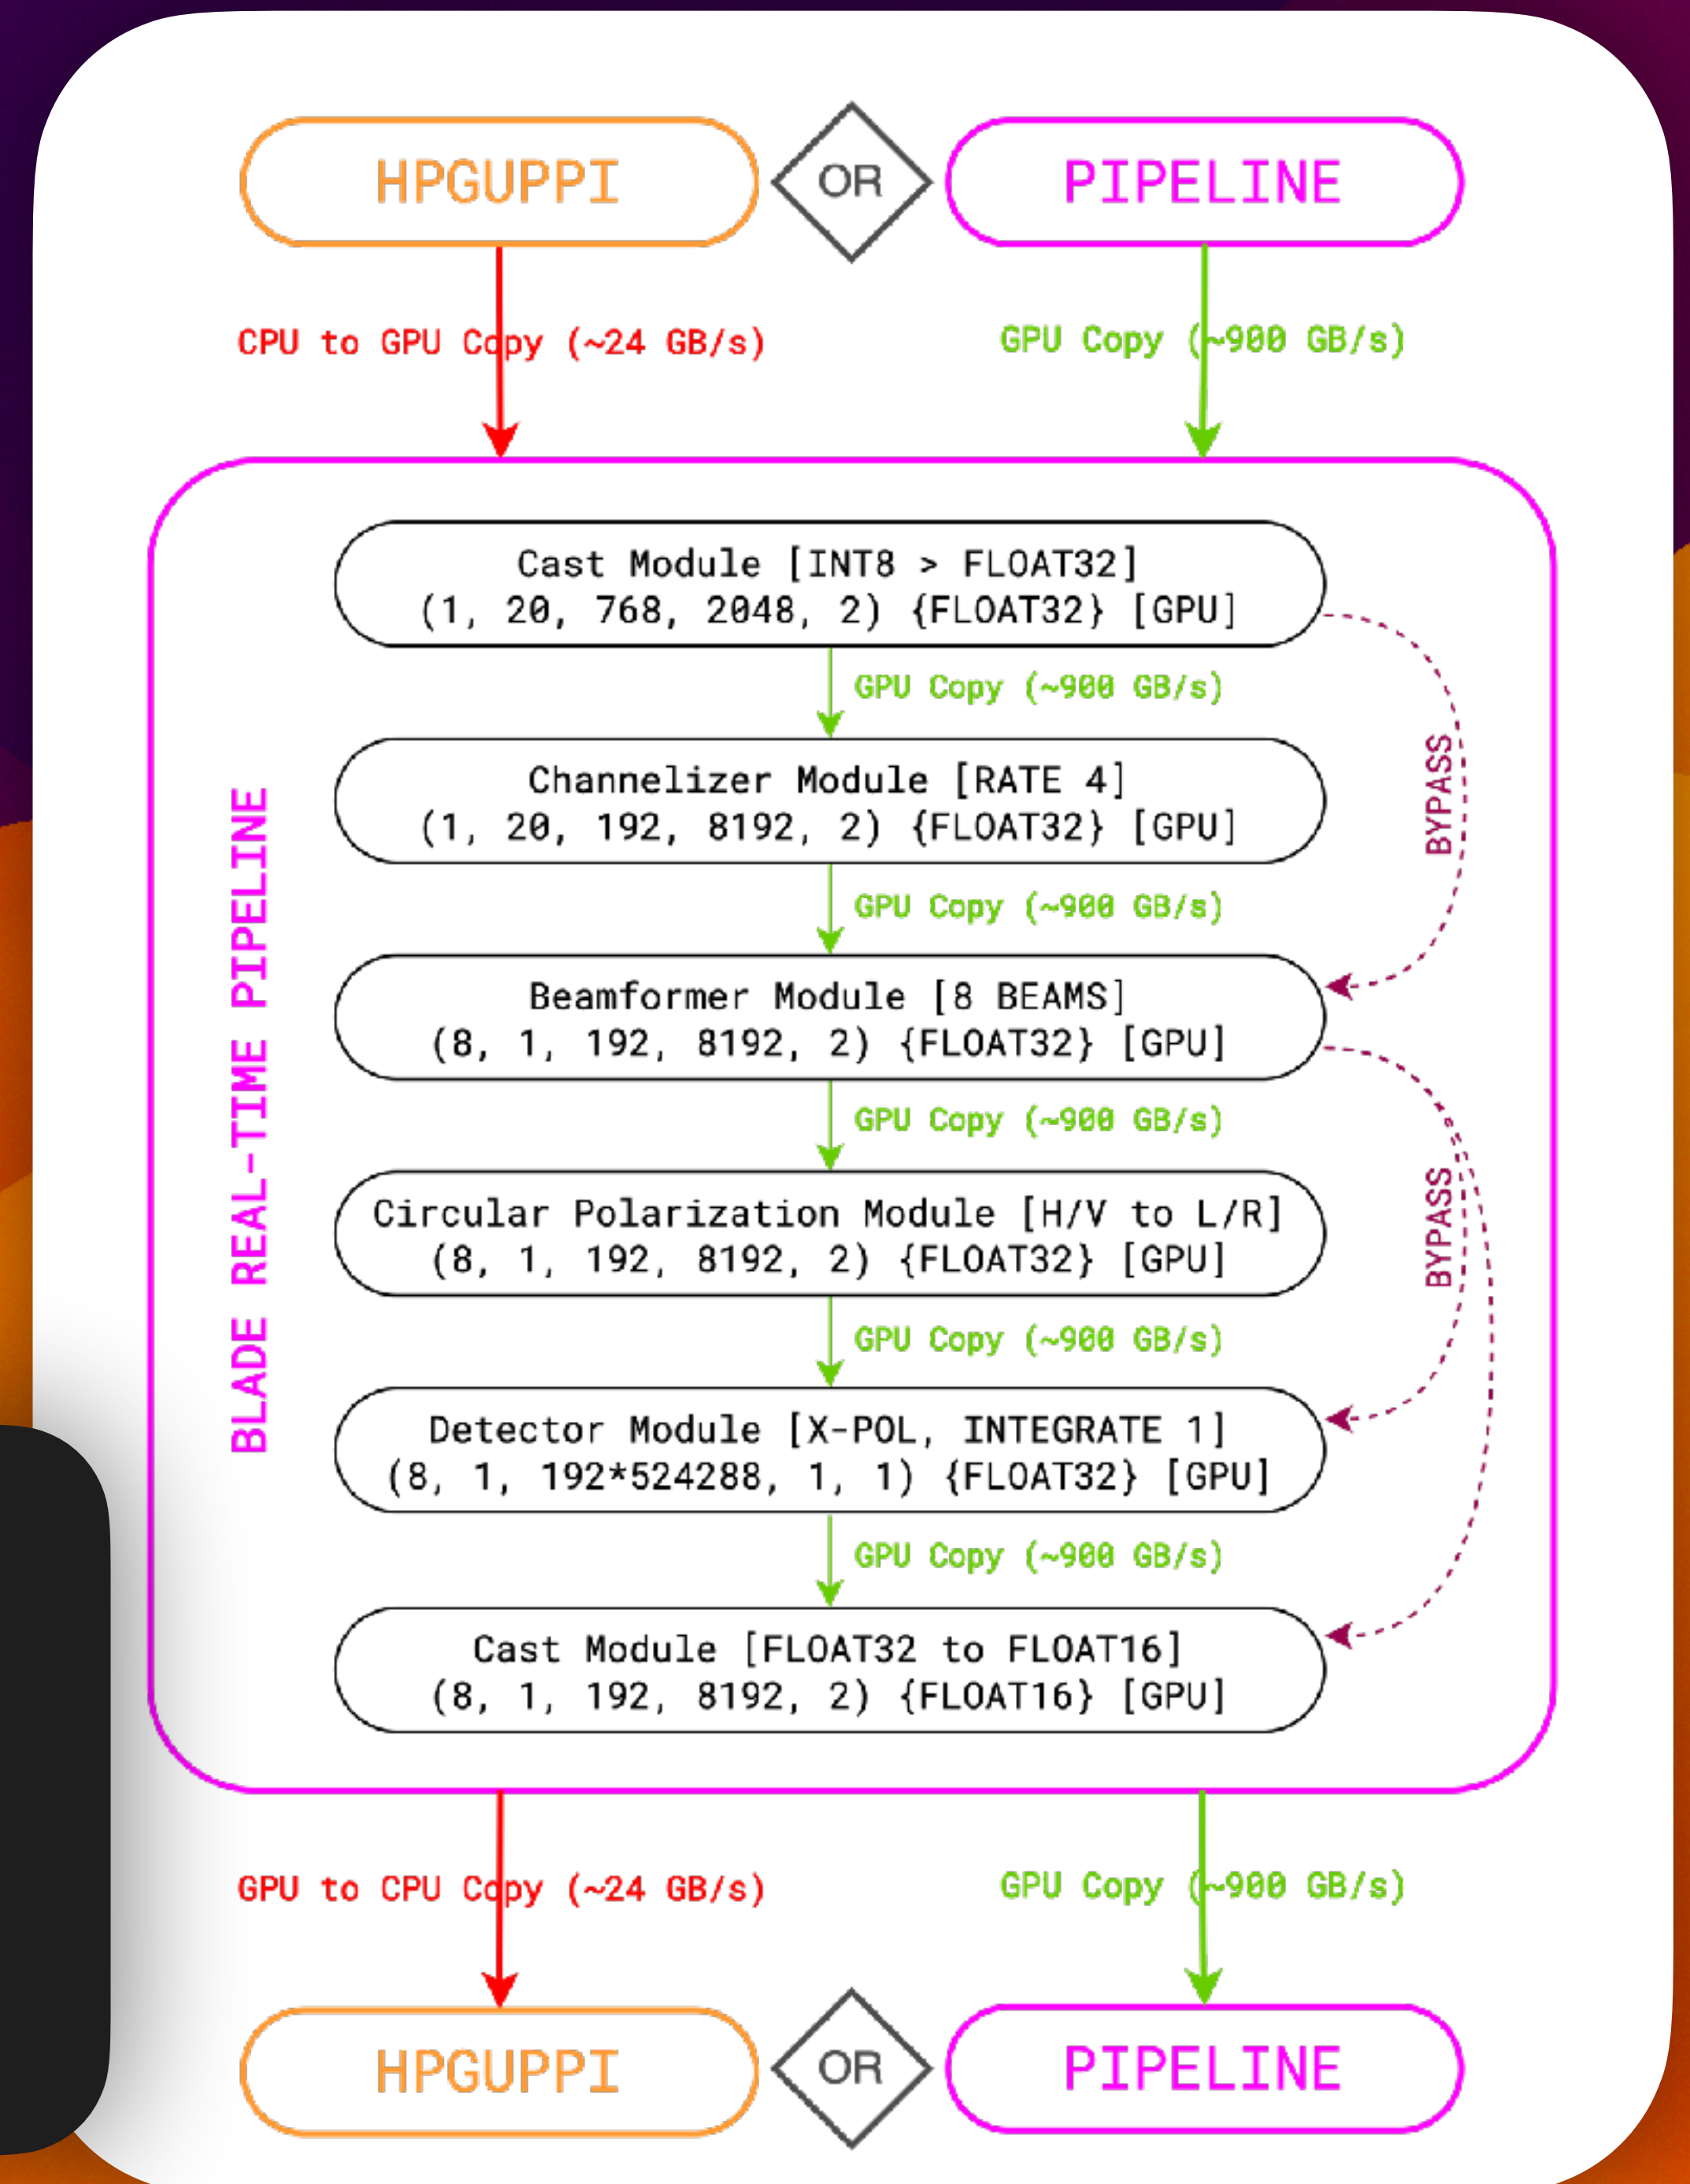 HPGUPPI
OR
PIPELINE
CPU to GPU Copy (~24 GB/s)
GPU Copy (~900 GB/s)
BLADE REAL-TIME PIPELINE
Cast Module [INT8 > FLOAT32]
(1, 20, 768, 2048, 2) {FLOAT32} [GPU]
GPU Copy (~900 GB/s)
Channelizer Module [RATE 4]
(1, 20, 192, 8192, 2) {FLOAT32} [GPU]
BYPASS
GPU Copy (~900 GB/s)
Beamformer Module [8 BEAMS]
(8, 1, 192, 8192, 2) {FLOAT32} [GPU]
GPU Copy (~900 GB/s)
Circular Polarization Module [H/V to L/R]
(8, 1, 192, 8192, 2) {FLOAT32} [GPU]
BYPASS
GPU Copy (~900 GB/s)
Detector Module [X-POL, INTEGRATE 1]
(8, 1, 192*524288, 1, 1) {FLOAT32} [GPU]
GPU Copy (~900 GB/s)
Cast Module [FLOAT32 to FLOAT16]
(8, 1, 192, 8192, 2) {FLOAT16} [GPU]
GPU to CPU Copy (~24 GB/s)
GPU Copy (~900 GB/s)
HPGUPPI
OR
PIPELINE